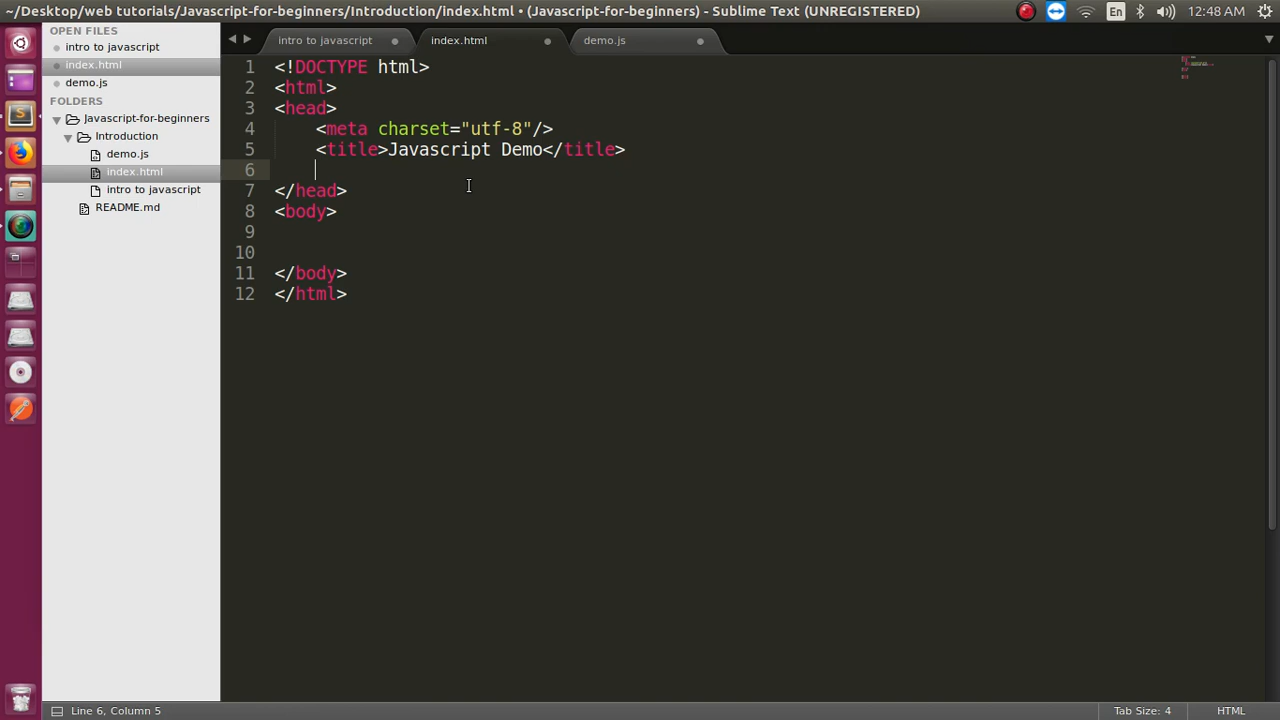 ~/Desktop/web tutorials/Javascript-for-beginners/Introduction/index.html • (Javascript-for-beginners) - Sublime Text (UNREGISTERED)
En
12:48 AM
OPEN FILES
intro to javascript
index.html
demo.js
FOLDERS
Javascript-for-beginners
Introduction
demo.js
index.html
intro to javascript
README.md
intro to javascript
index.html
demo.js
1 <!DOCTYPE html>
2 <html>
3 <head>
4 <meta charset="utf-8"/>
5 <title>Javascript Demo</title>
6
7 </head>
8 <body>
9
10
11 </body>
12 </html>
Line 6, Column 5
Tab Size: 4
HTML